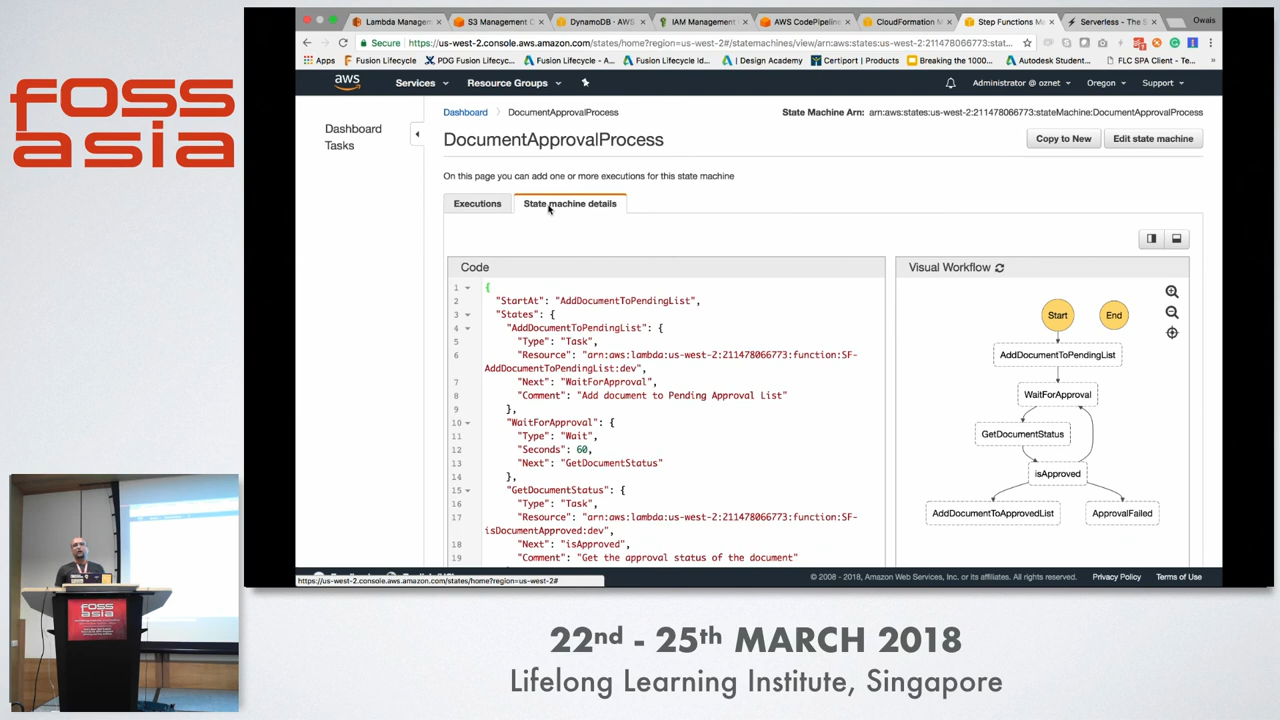 foss
asia
Lambda Managem
S3 Management C
DynamoDB · AWS
IAM Management
AWS CodePipeline
CloudFormation M
Step Functions M
Serverless - The S
Owais
Secure https://us-west-2.console.aws.amazon.com/states/home?region=us-west-2#/statemachines/view/arn:aws:states:us-west-2:211478066773:stat...
Apps Fusion Lifecycle PDG Fusion Lifecyc... Fusion Lifecycle - A... Fusion Lifecycle Id... | Design Academy Certiport | Products Breaking the 1000... Autodesk Student... FLC SPA Client - Te...
aws Services Resource Groups Administrator @ oznet Oregon Support
Dashboard
Tasks
Dashboard DocumentApprovalProcess State Machine Arn: arn:aws:states:us-west-2:211478066773:stateMachine:DocumentApprovalProcess
DocumentApprovalProcess
Copy to New Edit state machine
On this page you can add one or more executions for this state machine
Executions State machine details
Code
1 {
2 "StartAt": "AddDocumentToPendingList",
3 "States": {
4 "AddDocumentToPendingList": {
5 "Type": "Task",
6 "Resource": "arn:aws:lambda:us-west-2:211478066773:function:SF-
AddDocumentToPendingList:dev",
7 "Next": "WaitForApproval",
8 "Comment": "Add document to Pending Approval List"
9 },
10 "WaitForApproval": {
11 "Type": "Wait",
12 "Seconds": 60,
13 "Next": "GetDocumentStatus"
14 },
15 "GetDocumentStatus": {
16 "Type": "Task",
17 "Resource": "arn:aws:lambda:us-west-2:211478066773:function:SF-
isDocumentApproved:dev",
18 "Next": "isApproved",
19 "Comment": "Get the approval status of the document"
Visual Workflow
Start
End
AddDocumentToPendingList
WaitForApproval
GetDocumentStatus
isApproved
AddDocumentToApprovedList
ApprovalFailed
https://us-west-2.console.aws.amazon.com/states/home?region=us-west-2#
© 2008 - 2018, Amazon Web Services, Inc. or its affiliates. All rights reserved. Privacy Policy Terms of Use
foss
asia
22nd - 25th MARCH 2018
Lifelong Learning Institute, Singapore